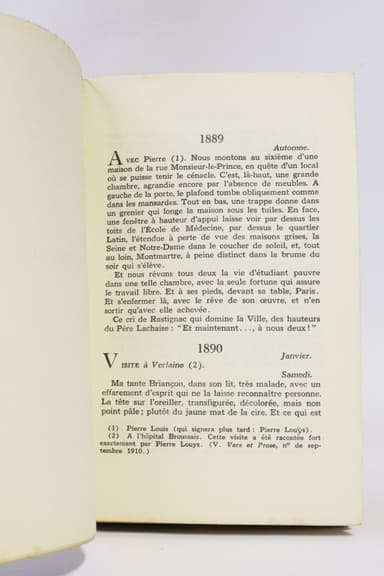 1889
Automne.
AVEC Pierre (1). Nous montons au sixième d'une
maison de la rue Monsieur-le-Prince, en quête d'un local
où se puisse tenir le cénacle. C'est, là-haut, une grande
chambre, agrandie encore par l'absence de meubles. A
gauche de la porte, le plafond tombe obliquement comme
dans les mansardes. Tout en bas, une trappe donne dans
un grenier qui longe la maison sous les tuiles. En face,
une fenêtre à hauteur d'appui laisse voir par dessus les
toits de l'École de Médecine, par dessus le quartier
Latin, l'étendue à perte de vue des maisons grises, la
Seine et Notre-Dame dans le coucher de soleil, et, tout
au loin, Montmartre, à peine distinct dans la brume du
soir qui s'élève.
Et nous rêvons tous deux la vie d'étudiant pauvre
dans une telle chambre, avec la seule fortune qui assure
le travail libre. Et à ses pieds, devant sa table, Paris.
Et s'enfermer là, avec le rêve de son œuvre, et n'en
sortir qu'avec elle achevée.
Ce cri de Rastignac qui domine la Ville, des hauteurs
du Père Lachaise : "Et maintenant..., à nous deux !"
1890
Janvier.
VISITE à Verlaine (2).
Samedi.
Ma tante Briançon, dans son lit, très malade, avec un
effarement d'esprit qui ne la laisse reconnaître personne.
La tête sur l'oreiller, transfigurée, décolorée, mais non
point pâle ; plutôt du jaune mat de la cire. Et ce qui est
(1) Pierre Louis (qui signera plus tard : Pierre Louÿs).
(2) A l'hôpital Broussais. Cette visite a été racontée fort
exactement par Pierre Louys. (V. Vers et Prose, nº de sep-
tembre 1910.)